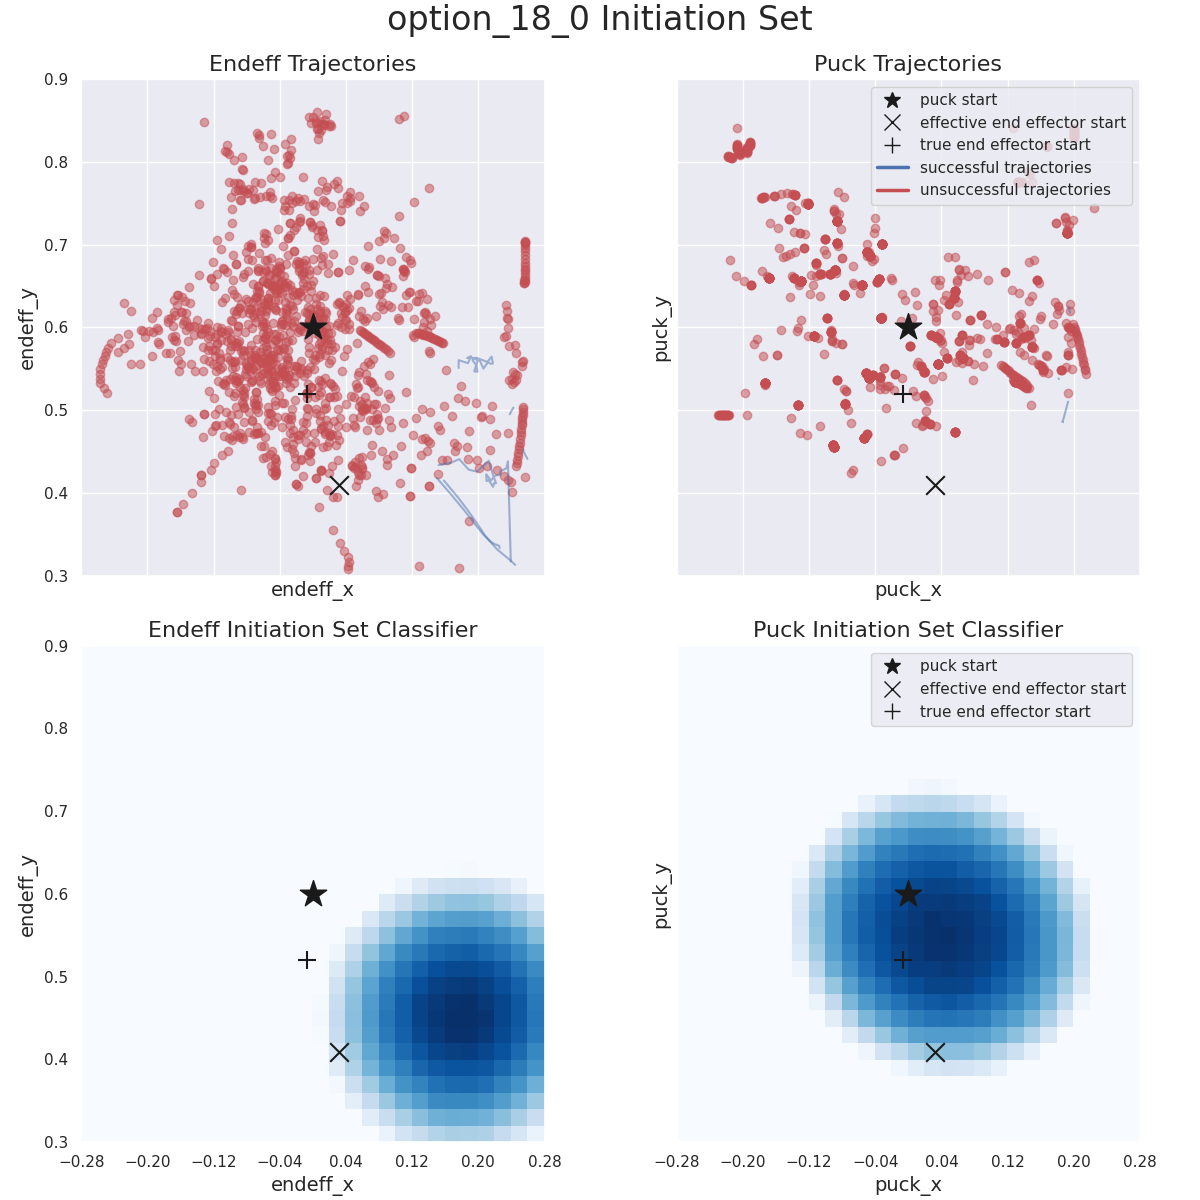 option_18_0 Initiation Set
Endeff Trajectories
Puck Trajectories
0.9
0.8
0.7
0.6
0.5
0.4
0.3
endeff_y
endeff_x
puck start
effective end effector start
true end effector start
successful trajectories
unsuccessful trajectories
puck_y
puck_x
Endeff Initiation Set Classifier
Puck Initiation Set Classifier
0.9
0.8
0.7
0.6
0.5
0.4
0.3
endeff_y
−0.28 −0.20 −0.12 −0.04 0.04 0.12 0.20 0.28
endeff_x
puck start
effective end effector start
true end effector start
puck_y
−0.28 −0.20 −0.12 −0.04 0.04 0.12 0.20 0.28
puck_x